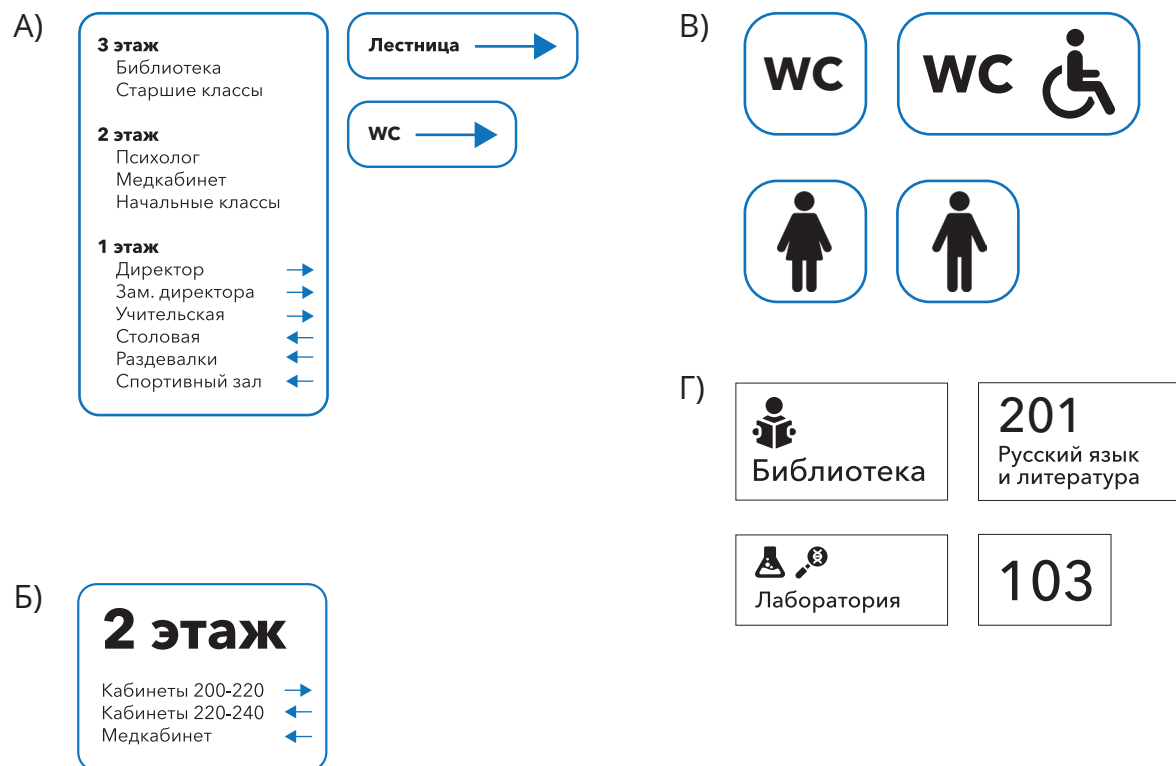 А)
3 этаж
Библиотека
Старшие классы
2 этаж
Психолог
Медкабинет
Начальные классы
1 этаж
Директор
Зам. директора
Учительская
Столовая
Раздевалки
Спортивный зал
Лестница
WC
Б)
2 этаж
Кабинеты 200-220
Кабинеты 220-240
Медкабинет
В)
WC
WC
Г)
Библиотека
201
Русский язык
и литература
Лаборатория
103